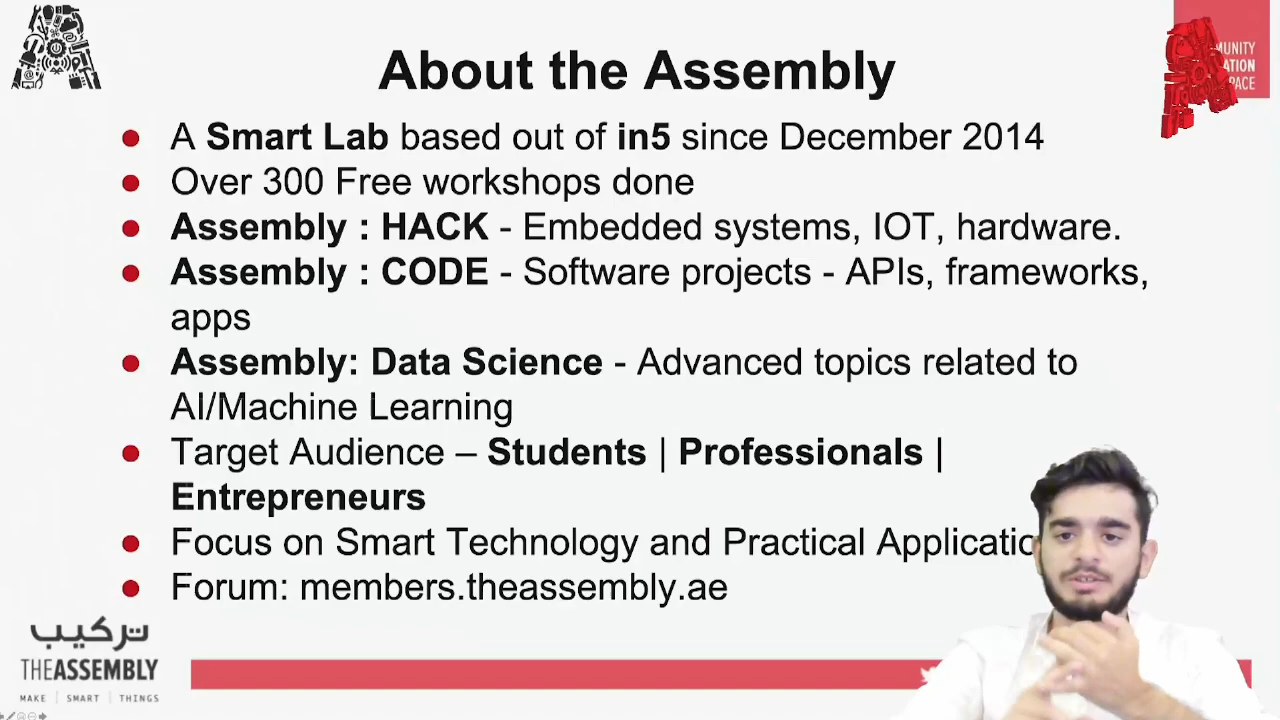 About the Assembly
MUNITY
ATION
PACE
● A Smart Lab based out of in5 since December 2014
● Over 300 Free workshops done
● Assembly : HACK - Embedded systems, IOT, hardware.
● Assembly : CODE - Software projects - APIs, frameworks,
apps
● Assembly: Data Science - Advanced topics related to
AI/Machine Learning
● Target Audience – Students | Professionals |
Entrepreneurs
● Focus on Smart Technology and Practical Applicatio
● Forum: members.theassembly.ae
تركيب
THEASSEMBLY
MAKE | SMART | THINGS